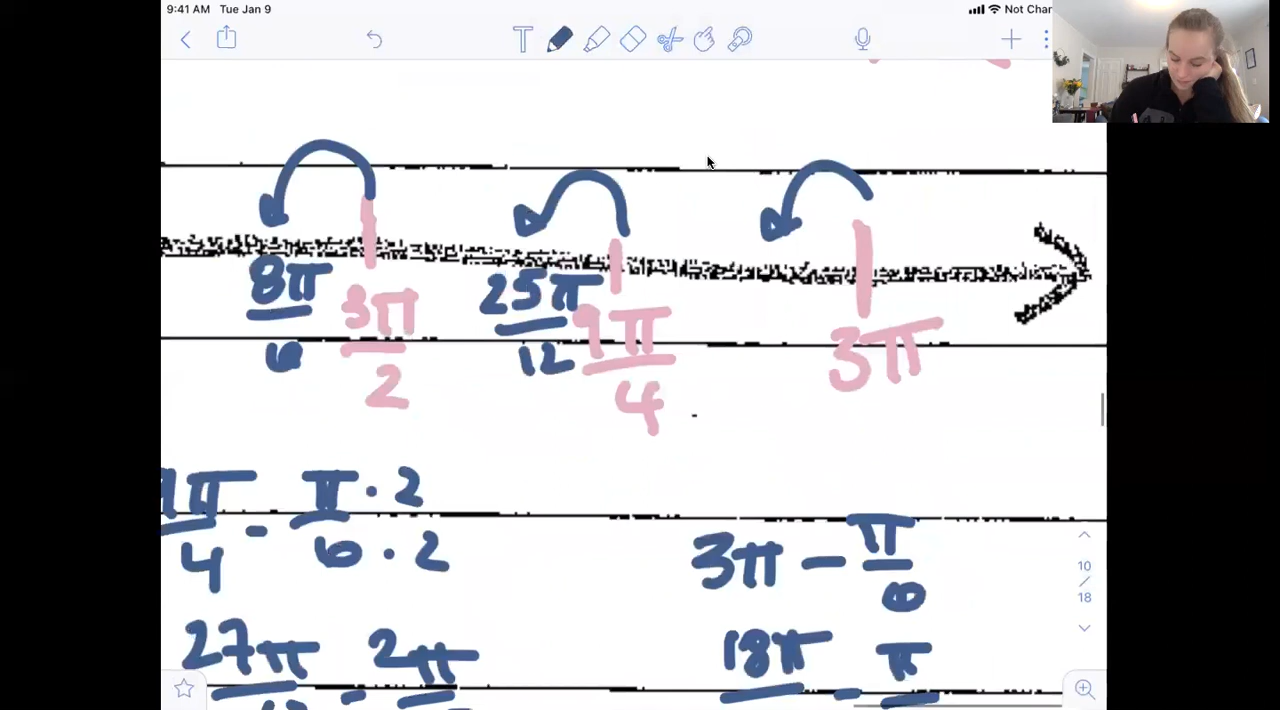 9:41 AM Tue Jan 9
Not Char
T
8π/6 3π/2 25π/12 9π/4 3π
9π/4 - π · 2/6 · 2
3π - π/6
27π - 2π
18π - π
10
/
18